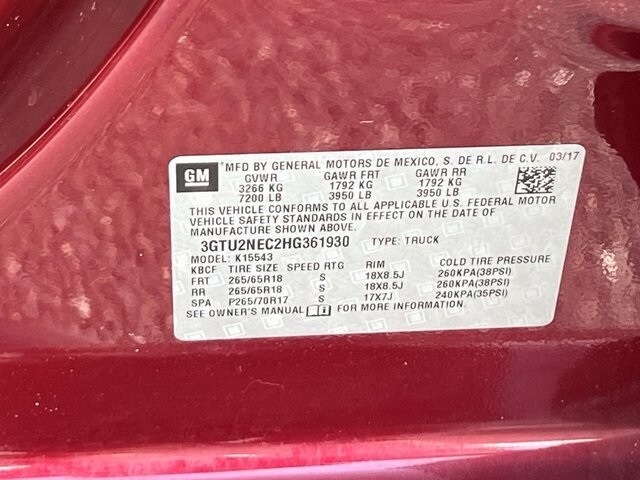 GM
*MFD BY GENERAL MOTORS DE MEXICO, S. DE R.L. DE C.V. 03/17
GVWR GAWR FRT GAWR RR
3266 KG 1792 KG 1792 KG
7200 LB 3950 LB 3950 LB
THIS VEHICLE CONFORMS TO ALL APPLICABLE U.S. FEDERAL MOTOR
VEHICLE SAFETY STANDARDS IN EFFECT ON THE DATE OF
MANUFACTURE SHOWN ABOVE.
3GTU2NEC2HG361930 TYPE: TRUCK
MODEL: K15543
KBCF TIRE SIZE SPEED RTG RIM COLD TIRE PRESSURE
FRT 265/65R18 S 18X8.5J 260KPA(38PSI)
RR 265/65R18 S 18X8.5J 260KPA(38PSI)
SPA P265/70R17 S 17X7J 240KPA(35PSI)
SEE OWNER'S MANUAL FOR MORE INFORMATION.